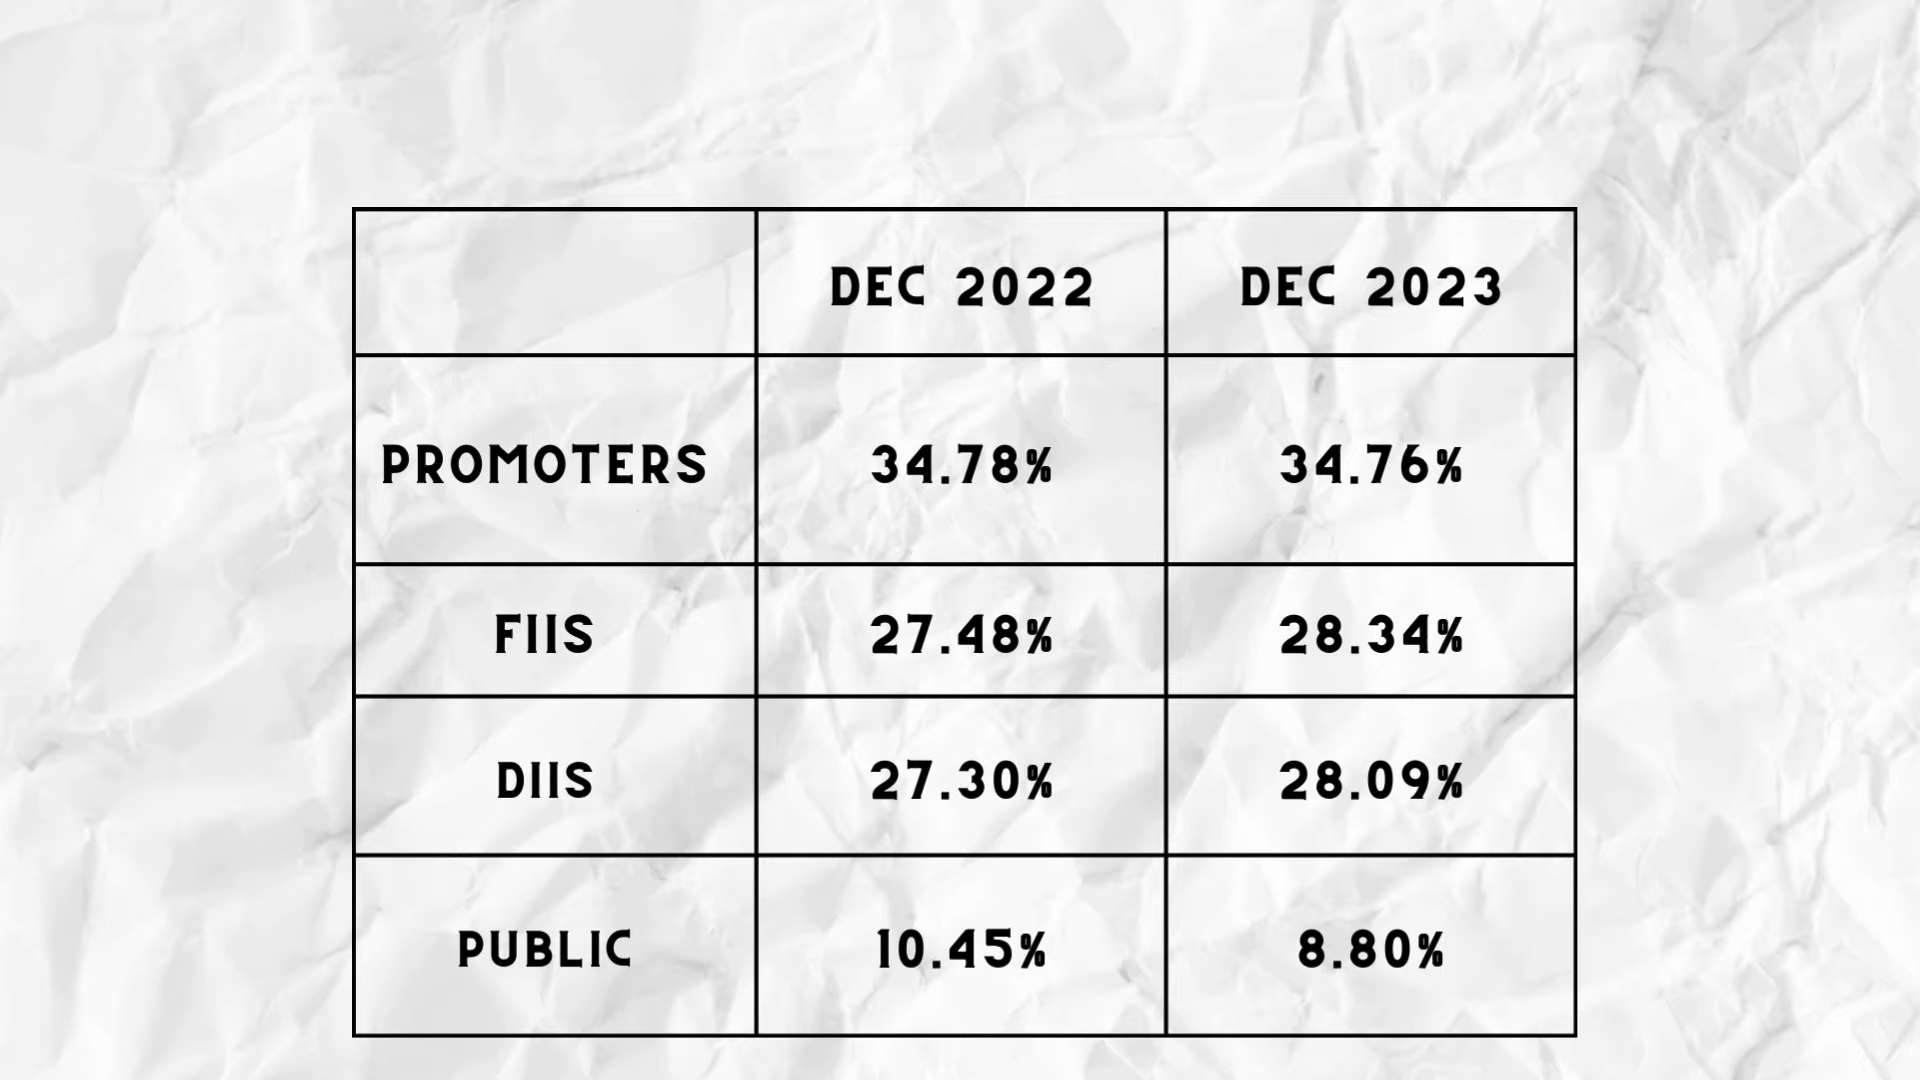 DEC 2022 DEC 2023
PROMOTERS 34.78% 34.76%
FIIS 27.48% 28.34%
DIIS 27.30% 28.09%
PUBLIC 10.45% 8.80%